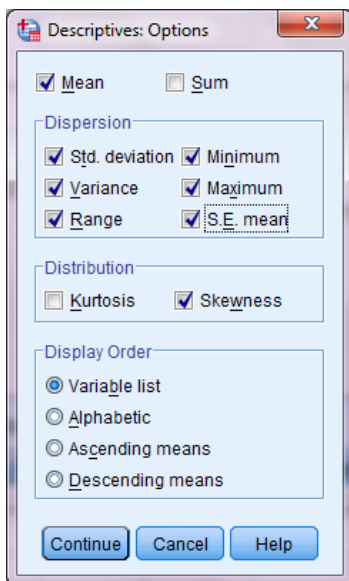 Descriptives: Options
Mean Sum
Dispersion
Std. deviation Minimum
Variance Maximum
Range S.E. mean
Distribution
Kurtosis Skewness
Display Order
Variable list
Alphabetic
Ascending means
Descending means
Continue Cancel Help